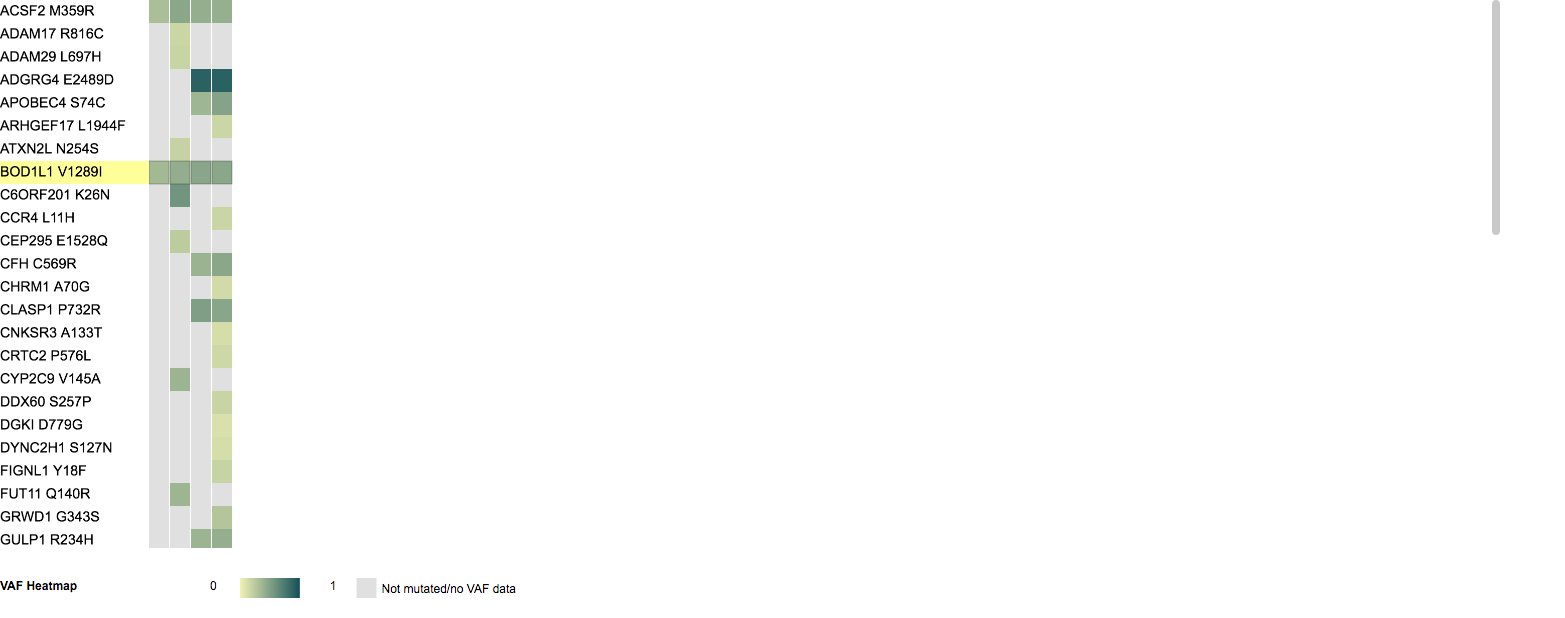 ACSF2 M359R
ADAM17 R816C
ADAM29 L697H
ADGRG4 E2489D
APOBEC4 S74C
ARHGEF17 L1944F
ATXN2L N254S
BOD1L1 V1289I
C6ORF201 K26N
CCR4 L11H
CEP295 E1528Q
CFH C569R
CHRM1 A70G
CLASP1 P732R
CNKSR3 A133T
CRTC2 P576L
CYP2C9 V145A
DDX60 S257P
DGKI D779G
DYNC2H1 S127N
FIGNL1 Y18F
FUT11 Q140R
GRWD1 G343S
GULP1 R234H
VAF Heatmap 0 1 Not mutated/no VAF data